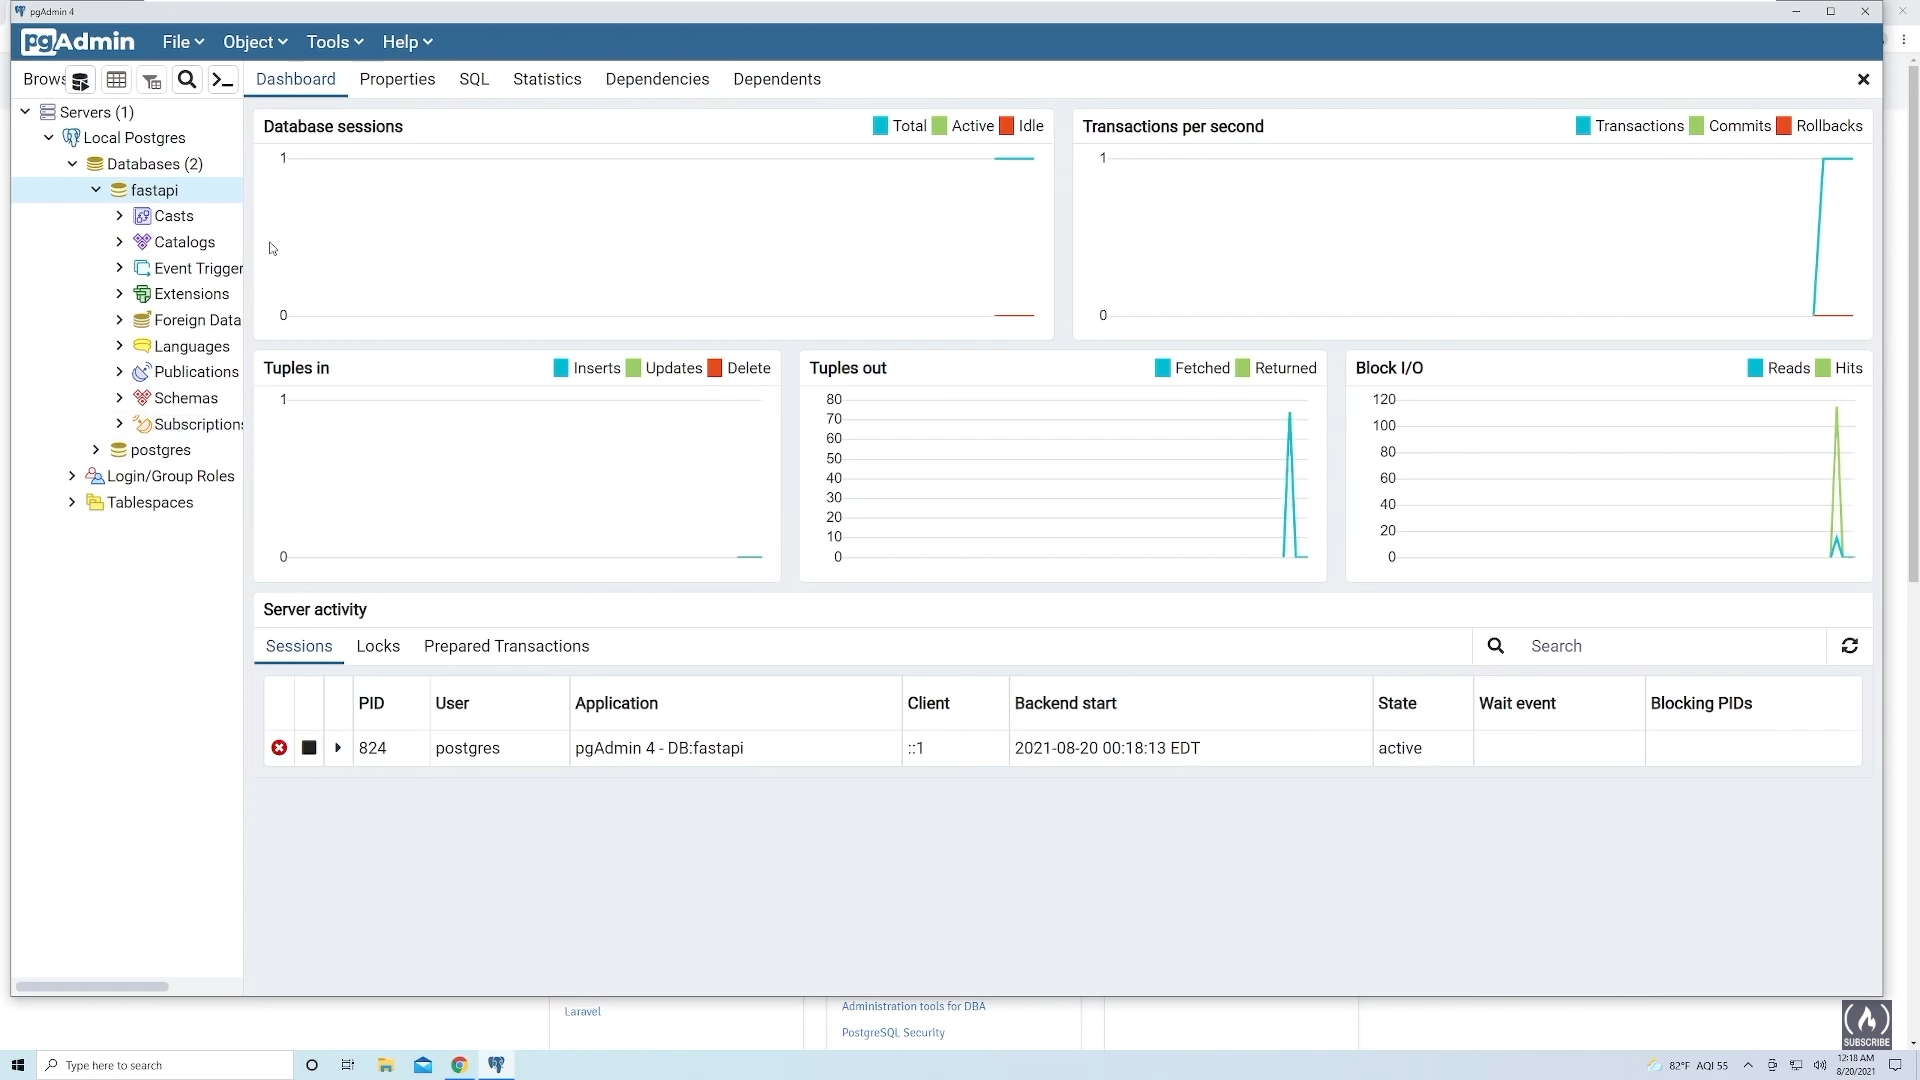 pgAdmin 4
pgAdmin File Object Tools Help
Brows
Dashboard Properties SQL Statistics Dependencies Dependents
Servers (1)
Local Postgres
Databases (2)
fastapi
Casts
Catalogs
Event Trigger
Extensions
Foreign Data
Languages
Publications
Schemas
Subscriptions
postgres
Login/Group Roles
Tablespaces
Database sessions Total Active Idle
1
0
Transactions per second Transactions Commits Rollbacks
1
0
Tuples in Inserts Updates Delete
1
0
Tuples out Fetched Returned
80
70
60
50
40
30
20
10
0
Block I/O Reads Hits
120
100
80
60
40
20
0
Server activity
Sessions Locks Prepared Transactions Search
PID User Application Client Backend start State Wait event Blocking PIDs
824 postgres pgAdmin 4 - DB:fastapi ::1 2021-08-20 00:18:13 EDT active
Laravel
Administration tools for DBA
PostgreSQL Security
SUBSCRIBE
Type here to search
82°F AQI 55
12:18 AM
8/20/2021